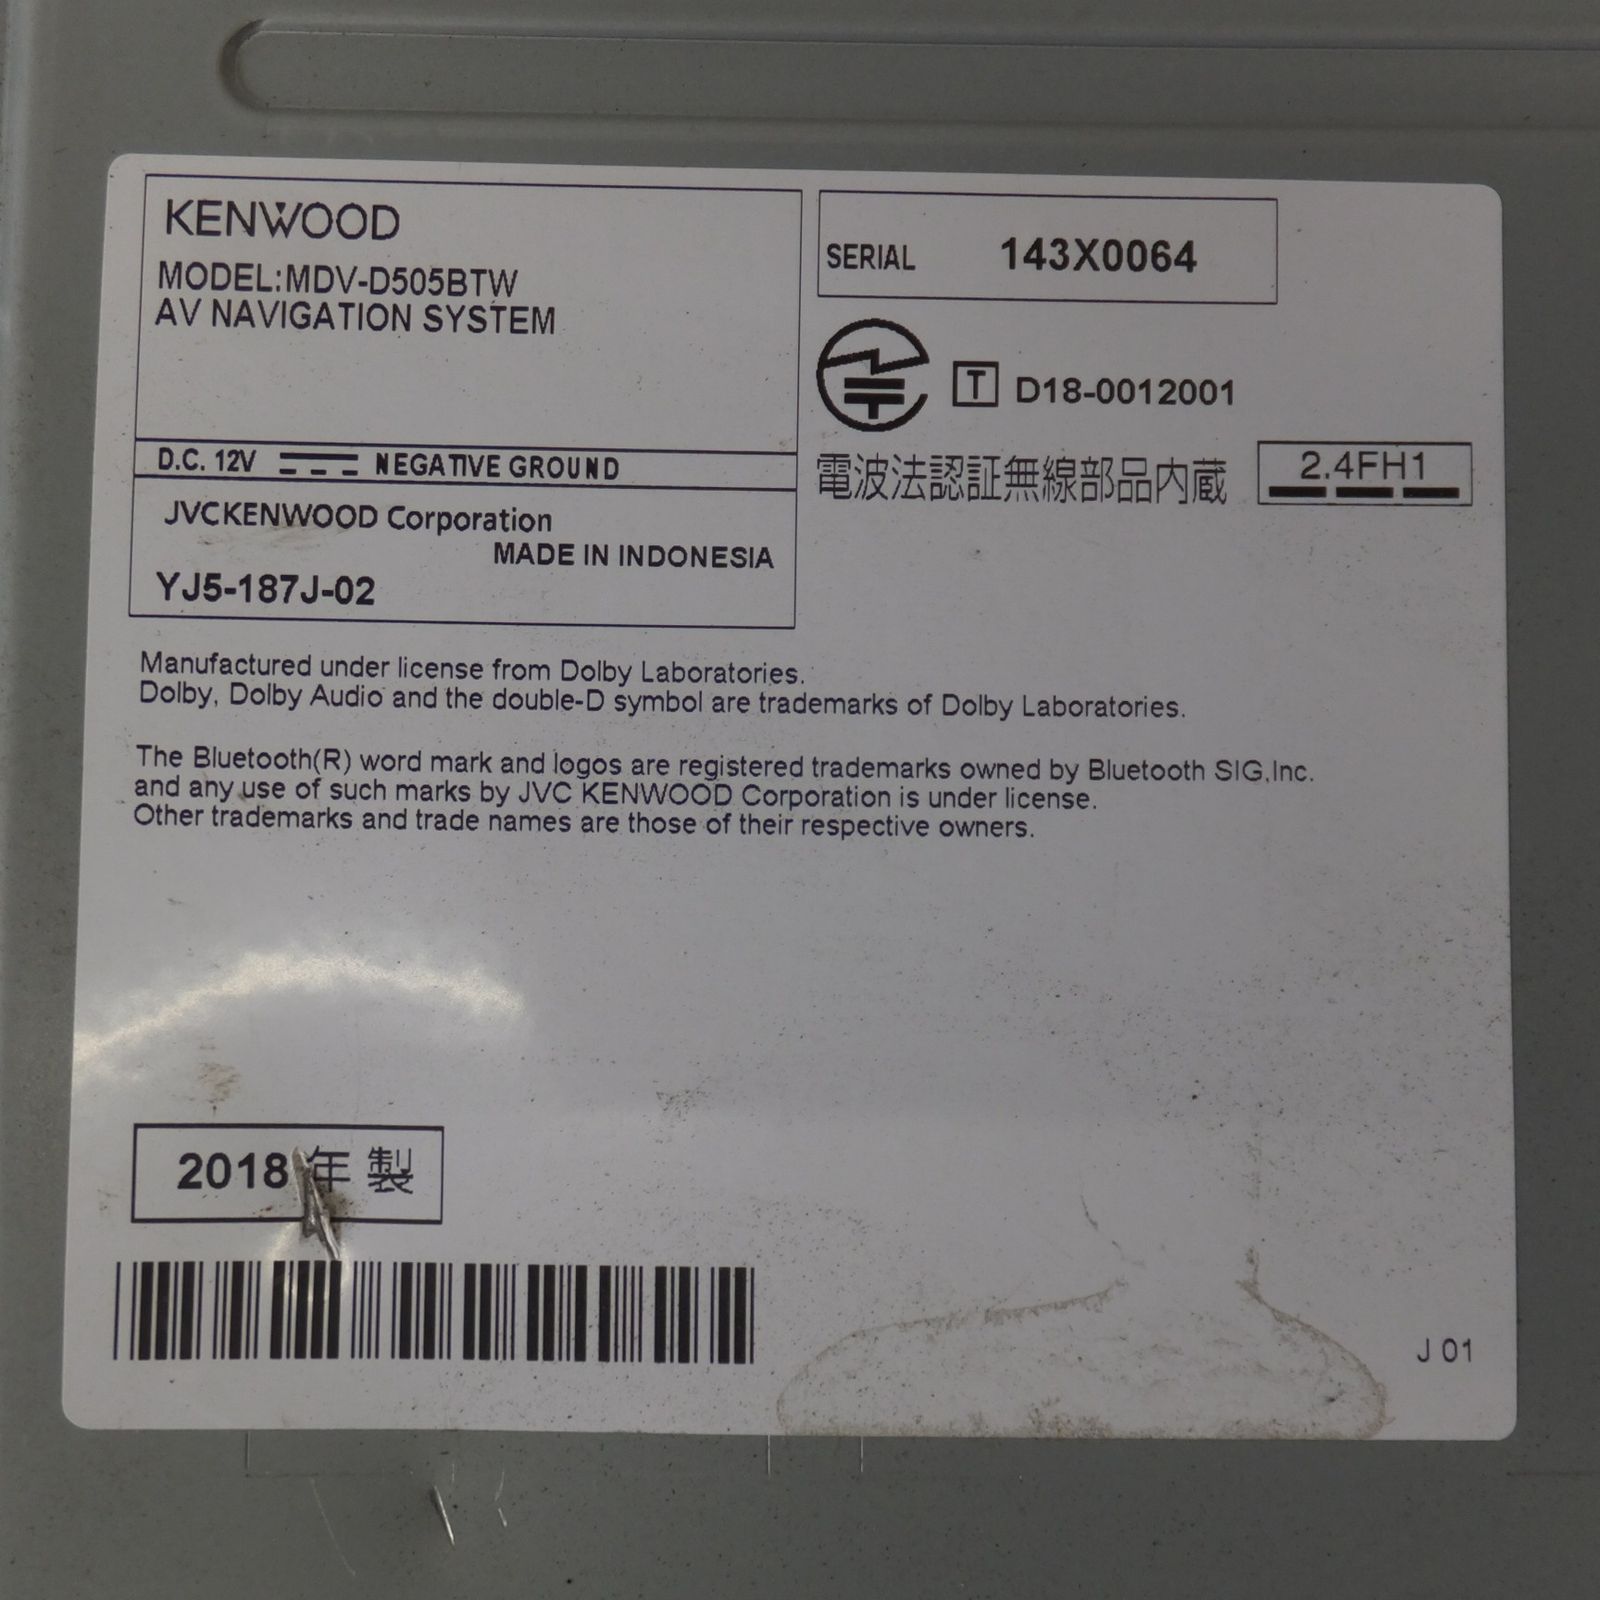 KENWOOD
MODEL:MDV-D505BTW
AV NAVIGATION SYSTEM
D.C. 12V NEGATIVE GROUND
JVCKENWOOD Corporation
MADE IN INDONESIA
YJ5-187J-02
SERIAL 143X0064
T D18-0012001
電波法認証無線部品内蔵 2.4FH1
Manufactured under license from Dolby Laboratories.
Dolby, Dolby Audio and the double-D symbol are trademarks of Dolby Laboratories.
The Bluetooth(R) word mark and logos are registered trademarks owned by Bluetooth SIG,Inc.
and any use of such marks by JVC KENWOOD Corporation is under license.
Other trademarks and trade names are those of their respective owners.
2018年製
J 01